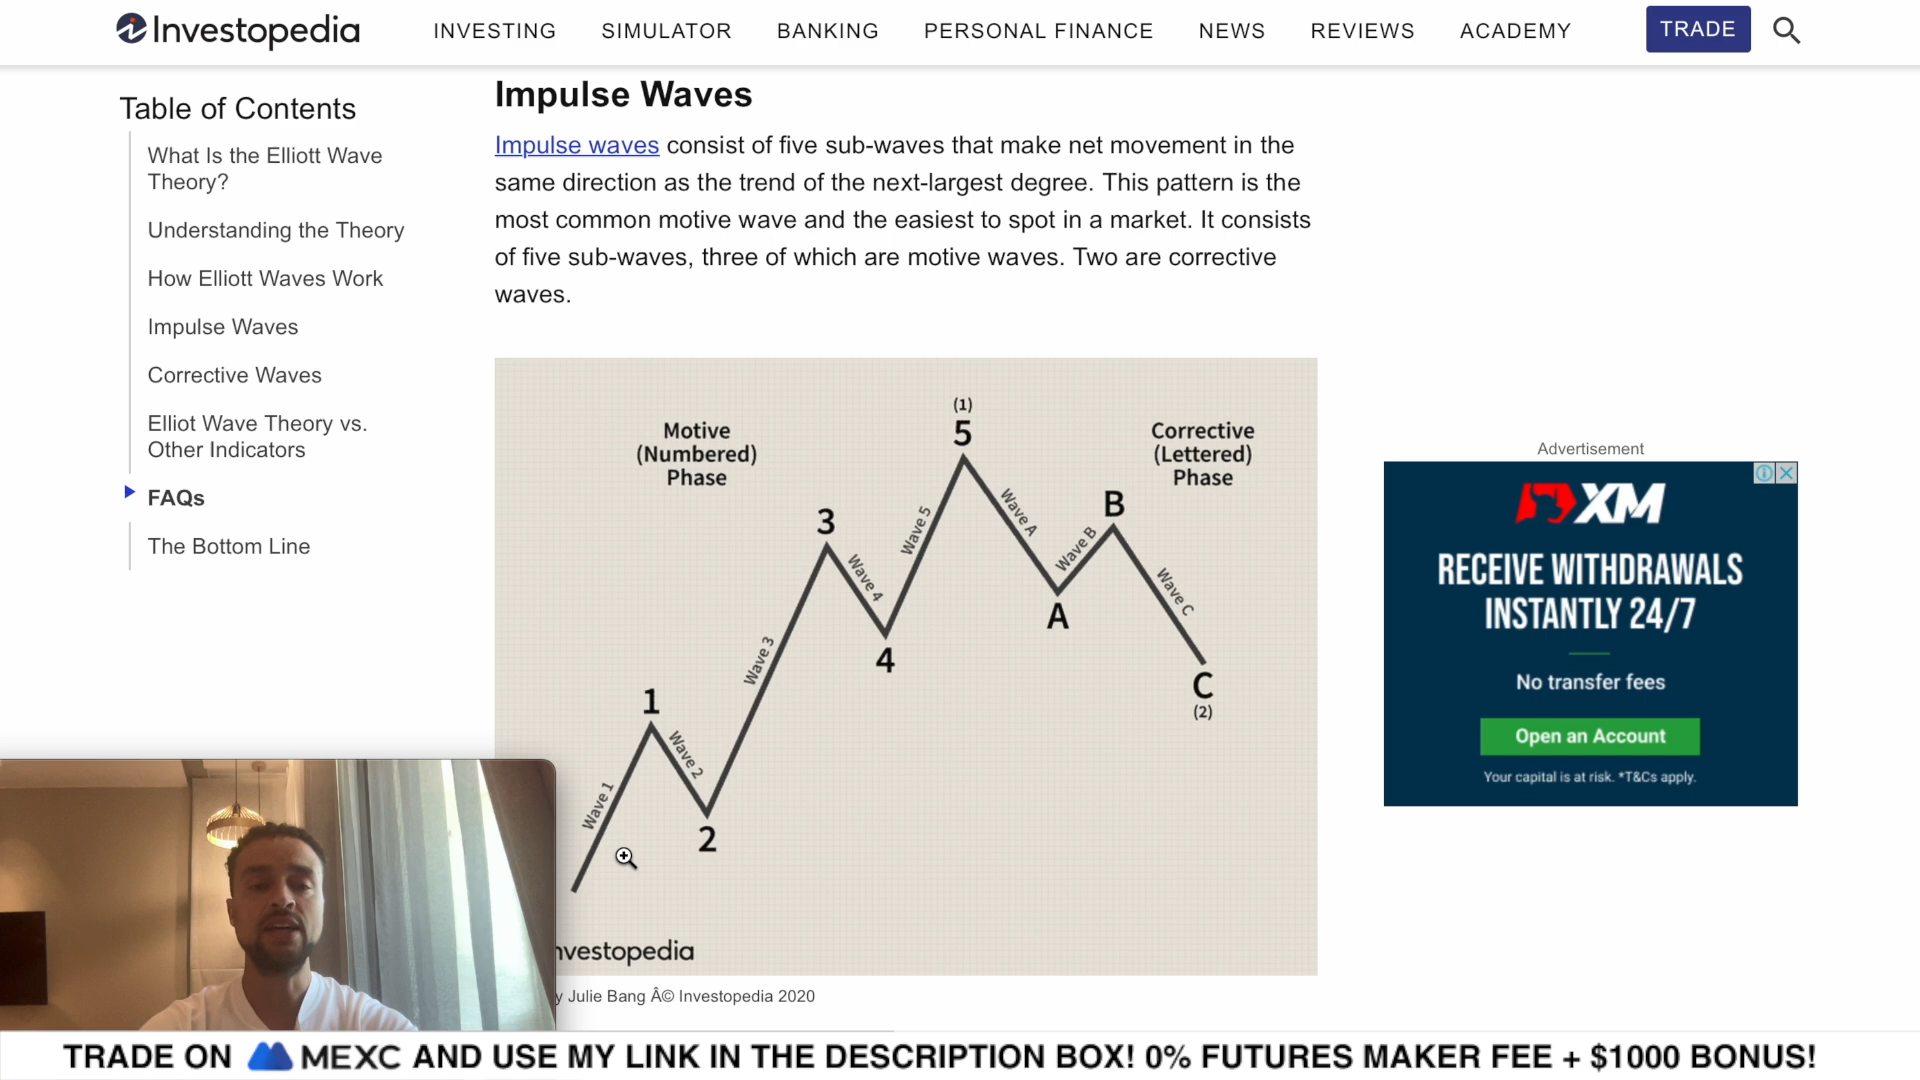 Investopedia
INVESTING SIMULATOR BANKING PERSONAL FINANCE NEWS REVIEWS ACADEMY TRADE
Table of Contents
What Is the Elliott Wave
Theory?
Understanding the Theory
How Elliott Waves Work
Impulse Waves
Corrective Waves
Elliot Wave Theory vs.
Other Indicators
FAQs
The Bottom Line
Impulse Waves
Impulse waves consist of five sub-waves that make net movement in the
same direction as the trend of the next-largest degree. This pattern is the
most common motive wave and the easiest to spot in a market. It consists
of five sub-waves, three of which are motive waves. Two are corrective
waves.
Motive
(Numbered)
Phase
(1)
5
Corrective
(Lettered)
Phase
3
B
Wave 5
Wave A
Wave B
Wave 4
Wave C
A
Wave 3
4
C
(2)
1
Wave 2
Wave 1
2
nvestopedia
y Julie Bang Â© Investopedia 2020
Advertisement
XM
RECEIVE WITHDRAWALS
INSTANTLY 24/7
No transfer fees
Open an Account
Your capital is at risk. *T&Cs apply.
TRADE ON MEXC AND USE MY LINK IN THE DESCRIPTION BOX! 0% FUTURES MAKER FEE + $1000 BONUS!